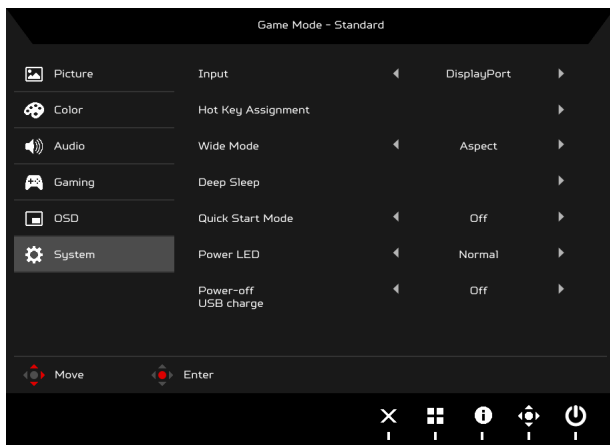 Game Mode - Standard
Picture
Color
Audio
Gaming
OSD
System
Input DisplayPort
Hot Key Assignment
Wide Mode Aspect
Deep Sleep
Quick Start Mode Off
Power LED Normal
Power-off Off
USB charge
Move Enter